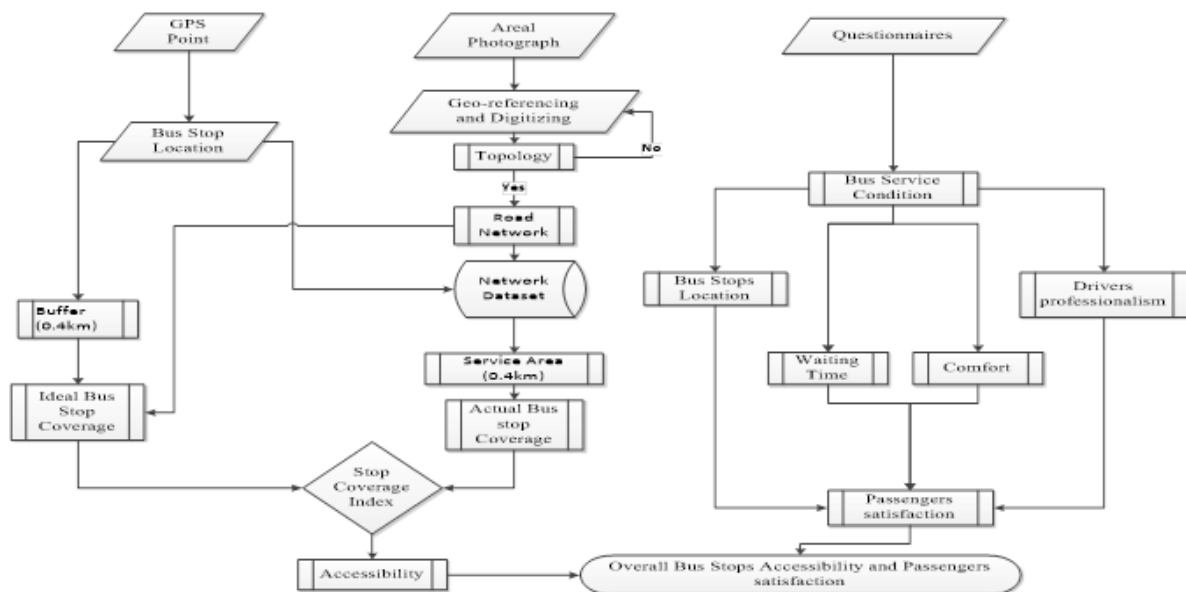 GPS
Point
Areal
Photograph
Questionnaires
Geo-referencing
and Digitizing
Bus Stop
Location
No
Topology
Yes
Bus Service
Condition
Road
Network
Network
Dataset
Bus Stops
Location
Drivers
professionalism
Buffer
(0.4km)
Service Area
(0.4km)
Waiting
Time
Comfort
Ideal Bus
Stop
Coverage
Actual Bus
stop
Coverage
Stop
Coverage
Index
Passengers
satisfaction
Accessibility
Overall Bus Stops Accessibility and Passengers
satisfaction